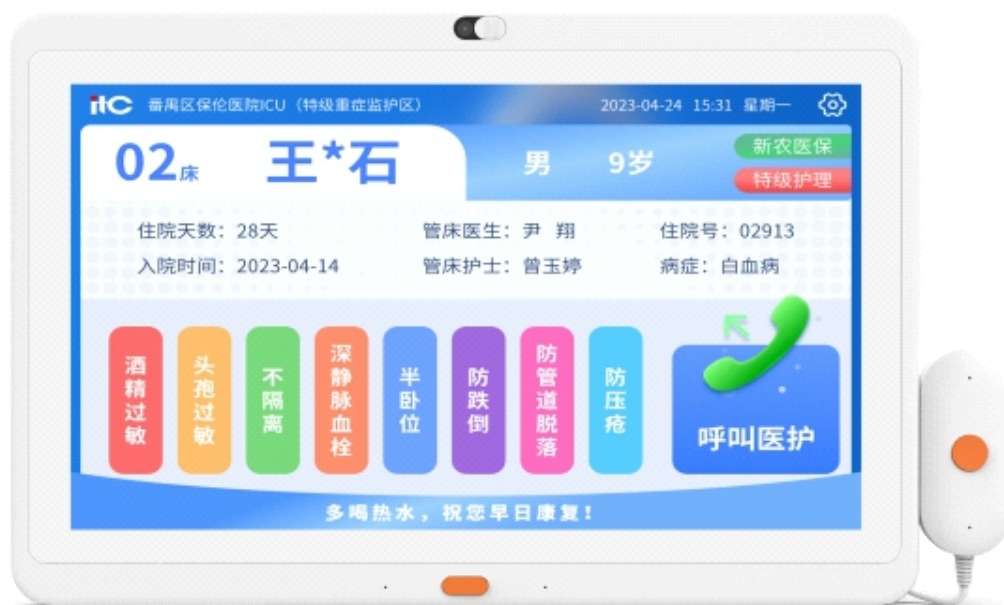 itc 番禺区保伦医院ICU（特级重症监护区） 2023-04-24 15:31 星期一
02床 王*石 男 9岁 新农医保
特级护理
住院天数：28天 管床医生：尹 翔 住院号：02913
入院时间：2023-04-14 管床护士：曾玉婷 病症：白血病
酒精过敏
头孢过敏
不隔离
深静脉血栓
半卧位
防跌倒
防管道脱落
防压疮
呼叫医护
多喝热水，祝您早日康复！